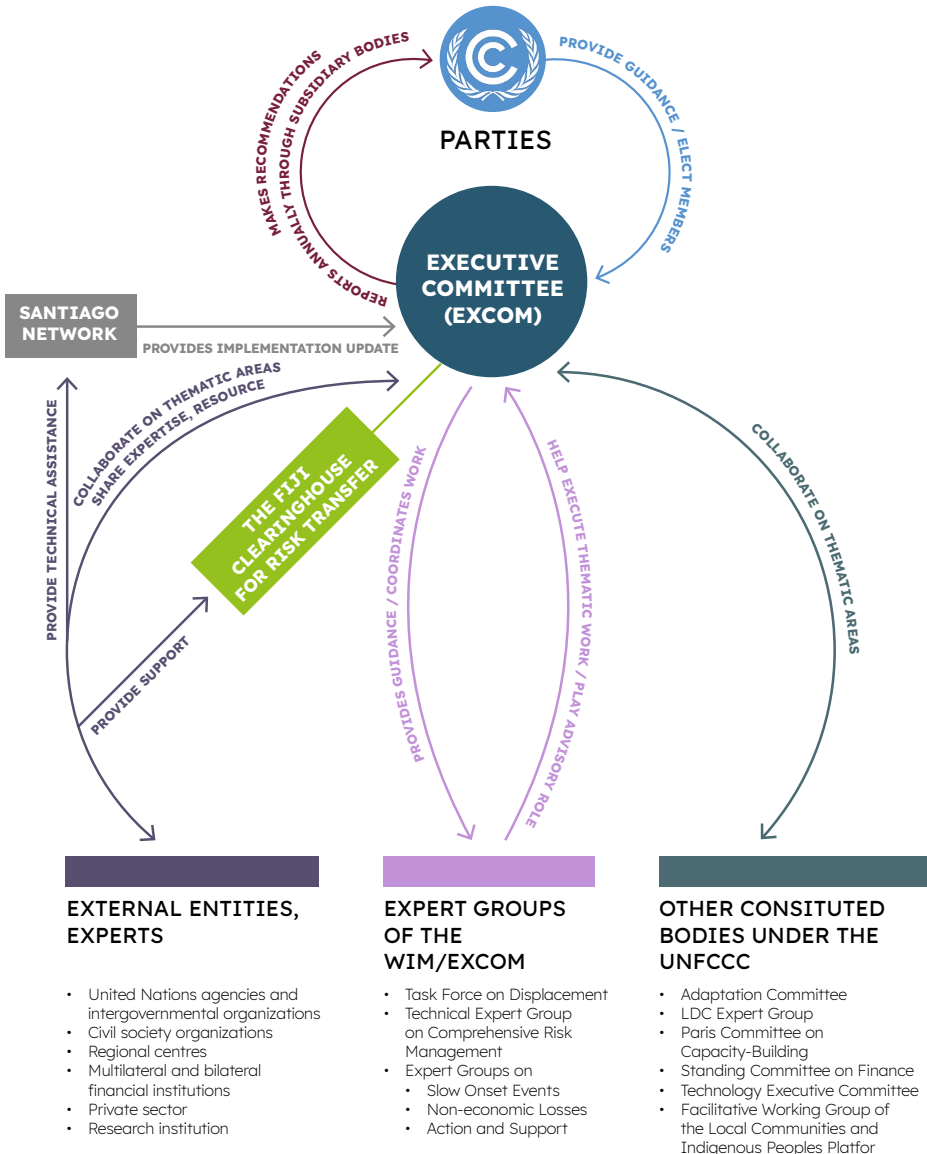 MAKES RECOMMENDATIONS
REPORTS ANNUALLY THROUGH SUBSIDIARY BODIES
PROVIDE GUIDANCE / ELECT MEMBERS
PARTIES
EXECUTIVE
COMMITTEE
(EXCOM)
SANTIAGO
NETWORK
PROVIDES IMPLEMENTATION UPDATE
COLLABORATE ON THEMATIC AREAS
SHARE EXPERTISE, RESOURCE
PROVIDE TECHNICAL ASSISTANCE
THE FIJI
CLEARINGHOUSE
FOR RISK TRANSFER
PROVIDE SUPPORT
PROVIDES GUIDANCE / COORDINATES WORK
HELP EXECUTE THEMATIC WORK / PLAY ADVISORY ROLE
COLLABORATE ON THEMATIC AREAS
EXTERNAL ENTITIES,
EXPERTS
• United Nations agencies and
intergovernmental organizations
• Civil society organizations
• Regional centres
• Multilateral and bilateral
financial institutions
• Private sector
• Research institution
EXPERT GROUPS
OF THE
WIM/EXCOM
• Task Force on Displacement
• Technical Expert Group
on Comprehensive Risk
Management
• Expert Groups on
• Slow Onset Events
• Non-economic Losses
• Action and Support
OTHER CONSITUTED
BODIES UNDER THE
UNFCCC
• Adaptation Committee
• LDC Expert Group
• Paris Committee on
Capacity-Building
• Standing Committee on Finance
• Technology Executive Committee
• Facilitative Working Group of
the Local Communities and
Indigenous Peoples Platfor